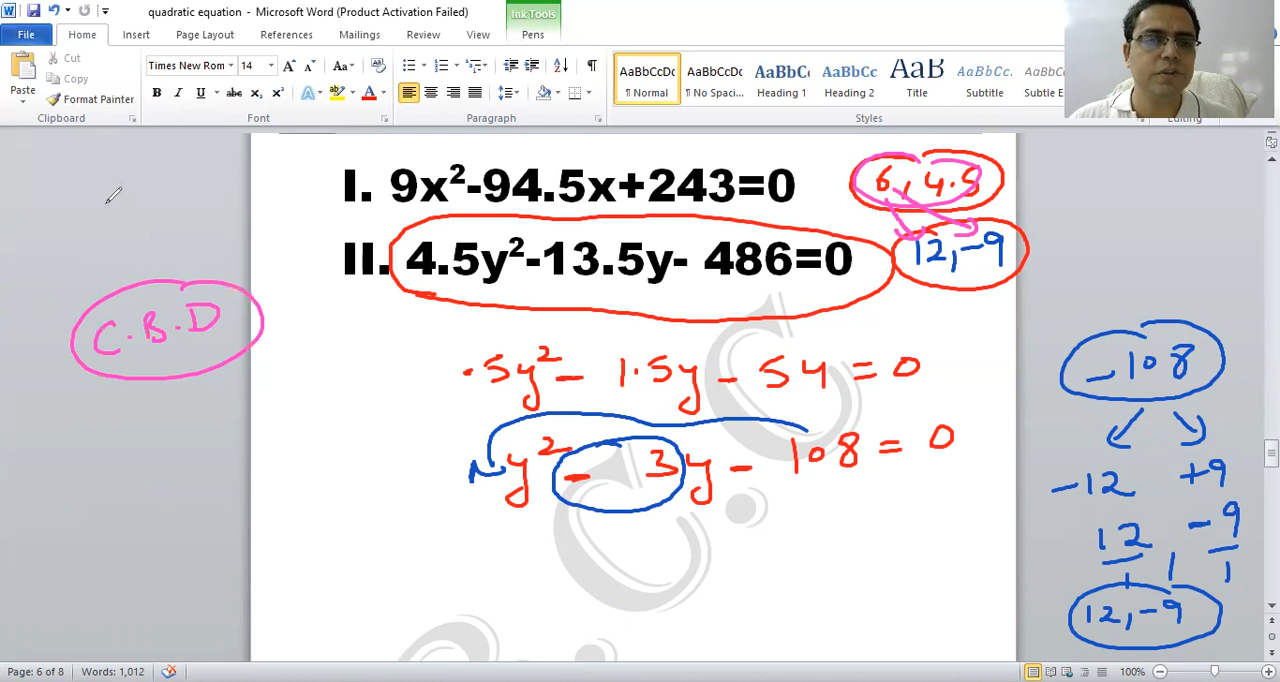 quadratic equation - Microsoft Word (Product Activation Failed)
Ink Tools
File Home Insert Page Layout References Mailings Review View Pens
Paste
Cut
Copy
Format Painter
Times New Rom 14
Clipboard Font Paragraph Styles Editing
AaBbCcDc AaBbCcDc AaBbCc AaBbCc AaB AaBbCc. AaBbCcDc
¶ Normal ¶ No Spaci... Heading 1 Heading 2 Title Subtitle Subtle E
I. 9x²-94.5x+243=0
6, 4.5
II. 4.5y²-13.5y- 486=0
12, -9
C.B.D
.5y² - 1.5y - 54 = 0
-108
y² - 3y - 108 = 0
-12 +9
12/1, -9/1
12, -9
C.C.
Page: 6 of 8 Words: 1,012 100%